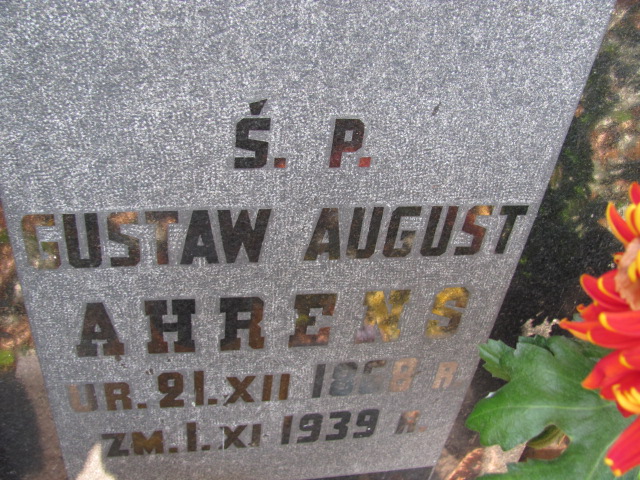 Ś. P.
GUSTAW AUGUST
AHRENS
UR. 21. XII 1868 R
ZM. 1. XI 1939 R.